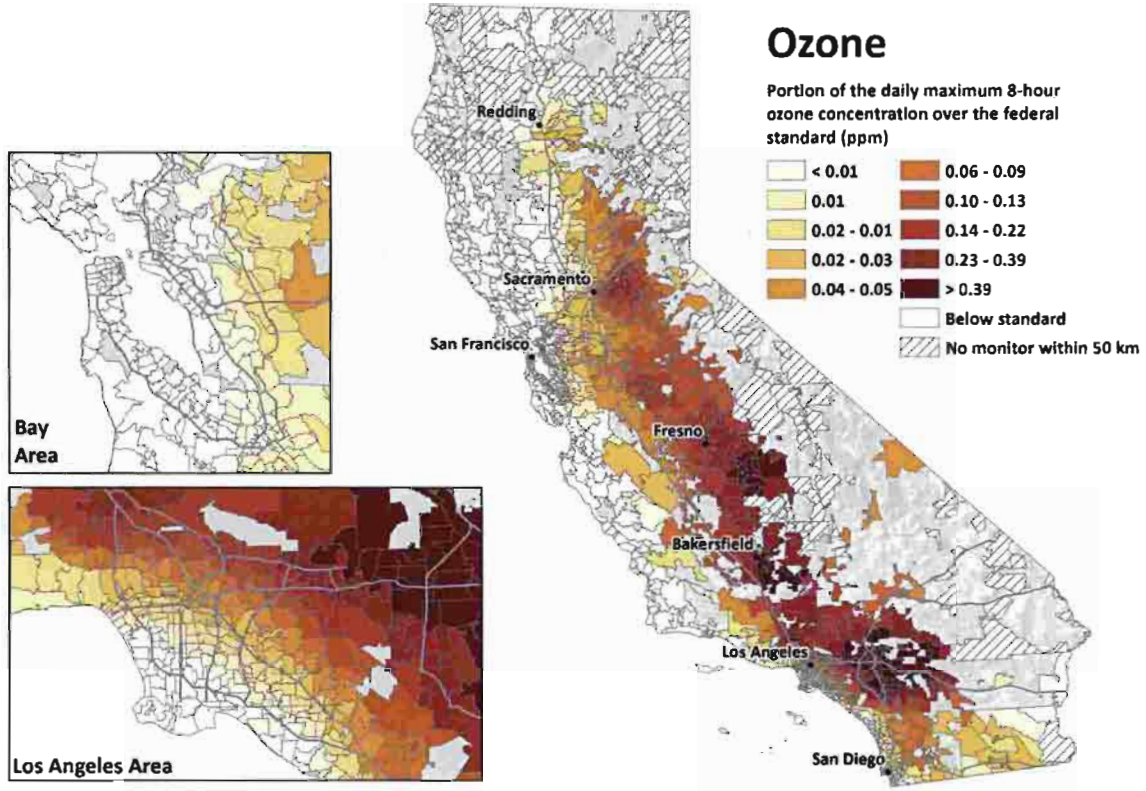 Ozone
Portion of the daily maximum 8-hour
ozone concentration over the federal
standard (ppm)
< 0.01
0.01
0.02 - 0.01
0.02 - 0.03
0.04 - 0.05
0.06 - 0.09
0.10 - 0.13
0.14 - 0.22
0.23 - 0.39
> 0.39
Below standard
No monitor within 50 km
Redding
Sacramento
San Francisco
Fresno
Bakersfield
Los Angeles
San Diego
Bay
Area
Los Angeles Area